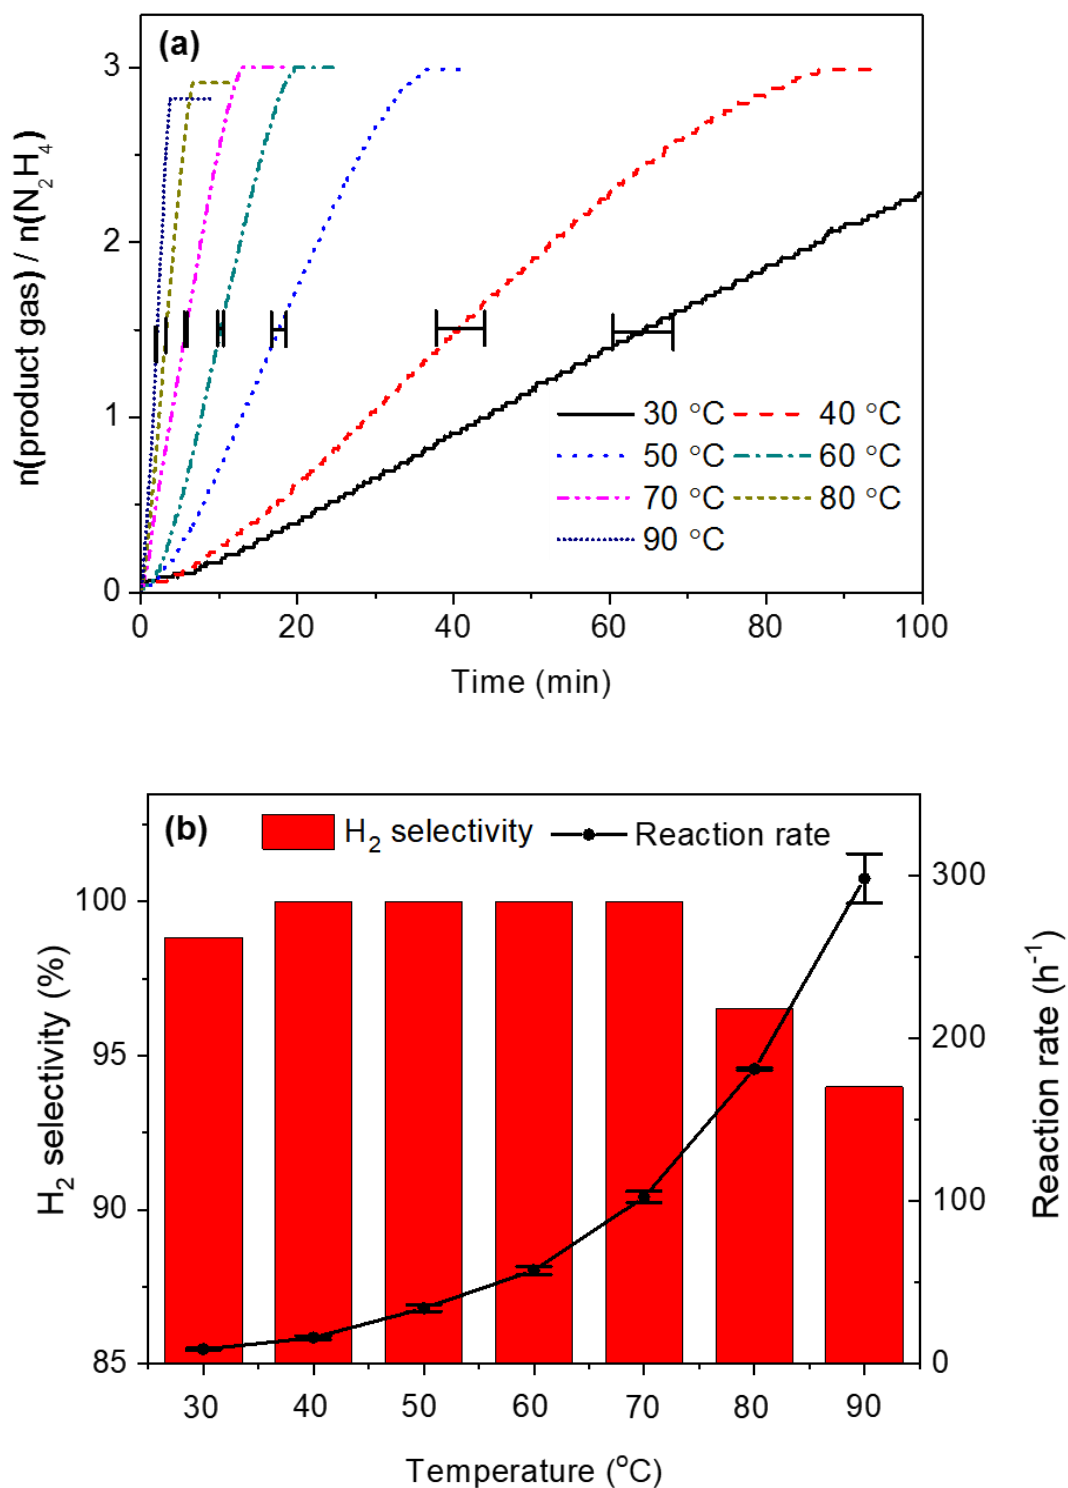 (a)
n(product gas) / n(N₂H₄)
3
2
1
0
30 °C
40 °C
50 °C
60 °C
70 °C
80 °C
90 °C
0 20 40 60 80 100
Time (min)
(b)
H₂ selectivity
Reaction rate
H₂ selectivity (%)
100
95
90
85
300
200
100
0
Reaction rate (h⁻¹)
30 40 50 60 70 80 90
Temperature (°C)